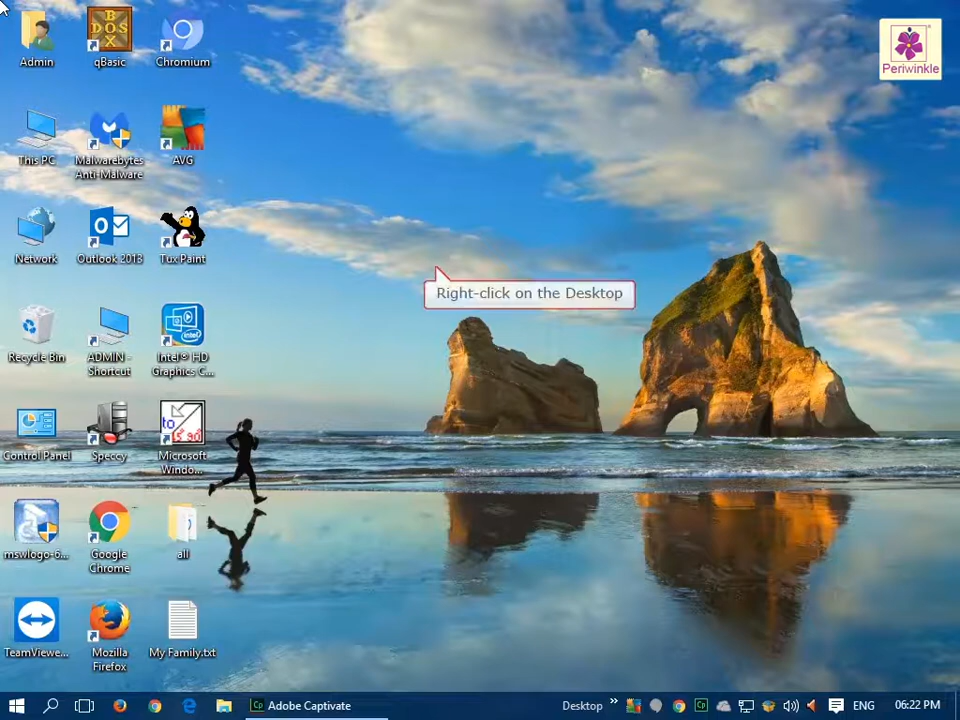 Admin
BOX
DOS
qBasic
Chromium
Periwinkle
This PC
Malwarebytes
Anti-Malware
AVG
Network
Outlook 2013
Tux Paint
Right-click on the Desktop
Recycle Bin
ADMIN -
Shortcut
Intel® HD
Graphics C...
Control Panel
Speccy
Microsoft
Windo...
mswlogo-6...
Google
Chrome
all
TeamViewe...
Mozilla
Firefox
My Family.txt
Adobe Captivate
Desktop
ENG
06:22 PM